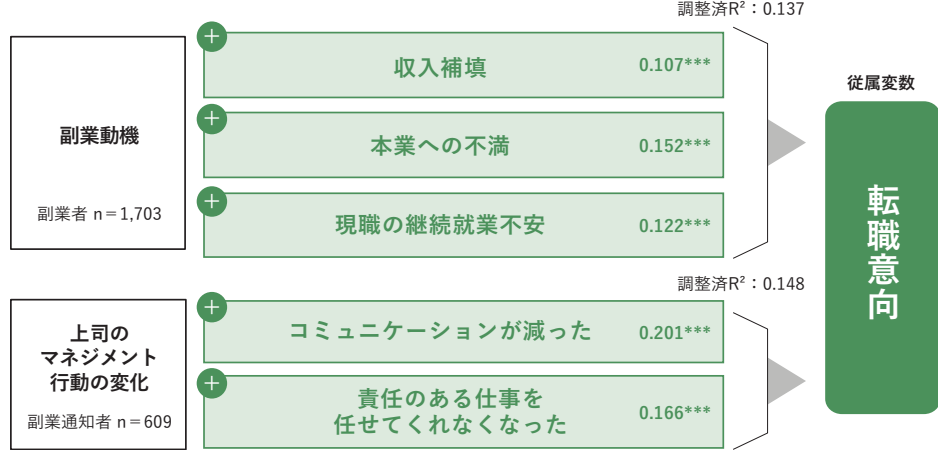 調整済R²：0.137
副業動機
副業者 n＝1,703
＋
収入補填 0.107***
＋
本業への不満 0.152***
＋
現職の継続就業不安 0.122***
従属変数
転職意向
調整済R²：0.148
上司の
マネジメント
行動の変化
副業通知者 n＝609
＋
コミュニケーションが減った 0.201***
＋
責任のある仕事を
任せてくれなくなった 0.166***